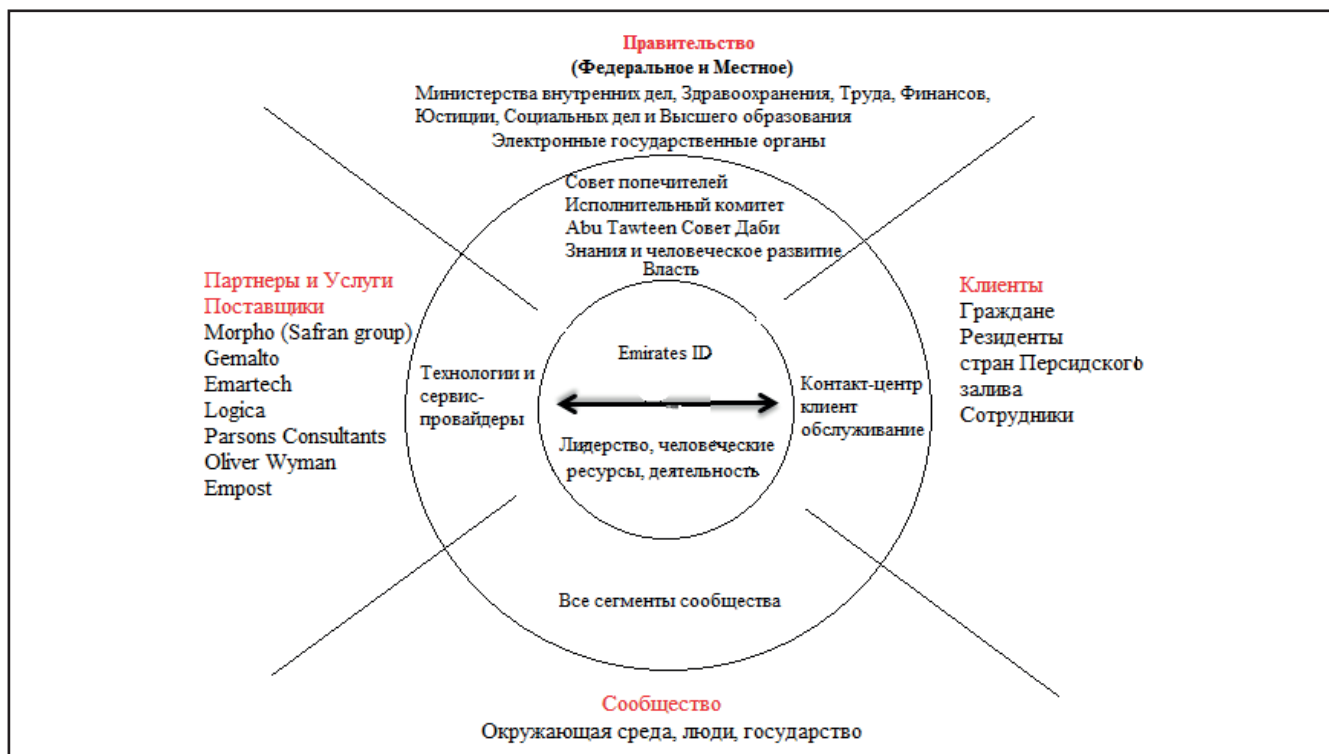 Правительство
(Федеральное и Местное)
Министерства внутренних дел, Здравоохранения, Труда, Финансов,
Юстиции, Социальных дел и Высшего образования
Электронные государственные органы
Совет попечителей
Исполнительный комитет
Abu Tawteen Совет Даби
Знания и человеческое развитие
Власть
Партнеры и Услуги
Поставщики
Morpho (Safran group)
Gemalto
Emartech
Logica
Parsons Consultants
Oliver Wyman
Empost
Технологии и
сервис-
провайдеры
Emirates ID
Лидерство, человеческие
ресурсы, деятельность
Контакт-центр
клиент
обслуживание
Клиенты
Граждане
Резиденты
стран Персидского
залива
Сотрудники
Все сегменты сообщества
Сообщество
Окружающая среда, люди, государство